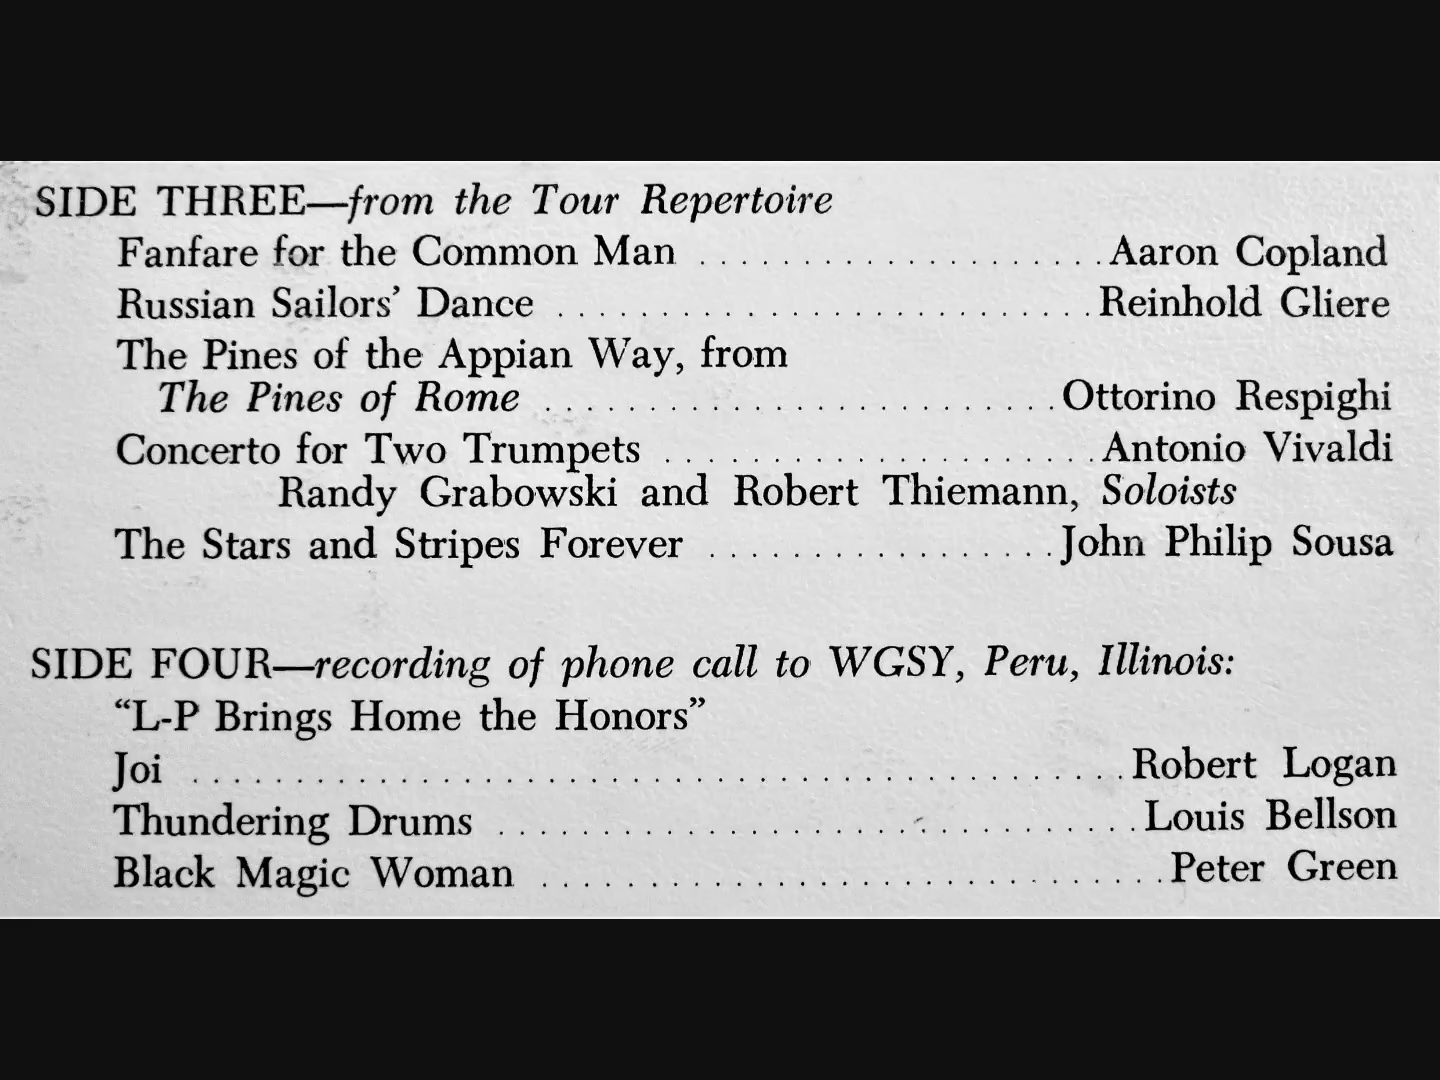 SIDE THREE—from the Tour Repertoire
Fanfare for the Common Man . . . . . . . . . . . . . . . . . . . . Aaron Copland
Russian Sailors’ Dance . . . . . . . . . . . . . . . . . . . . . . . . . . Reinhold Gliere
The Pines of the Appian Way, from
The Pines of Rome . . . . . . . . . . . . . . . . . . . . . . . . . Ottorino Respighi
Concerto for Two Trumpets . . . . . . . . . . . . . . . . . . . . . Antonio Vivaldi
Randy Grabowski and Robert Thiemann, Soloists
The Stars and Stripes Forever . . . . . . . . . . . . . . . . . John Philip Sousa
SIDE FOUR—recording of phone call to WGSY, Peru, Illinois:
“L-P Brings Home the Honors”
Joi . . . . . . . . . . . . . . . . . . . . . . . . . . . . . . . . . . . . . . . . . . . . . Robert Logan
Thundering Drums . . . . . . . . . . . . . . . . . . . . . . . . . . . . . . . Louis Bellson
Black Magic Woman . . . . . . . . . . . . . . . . . . . . . . . . . . . . . . Peter Green